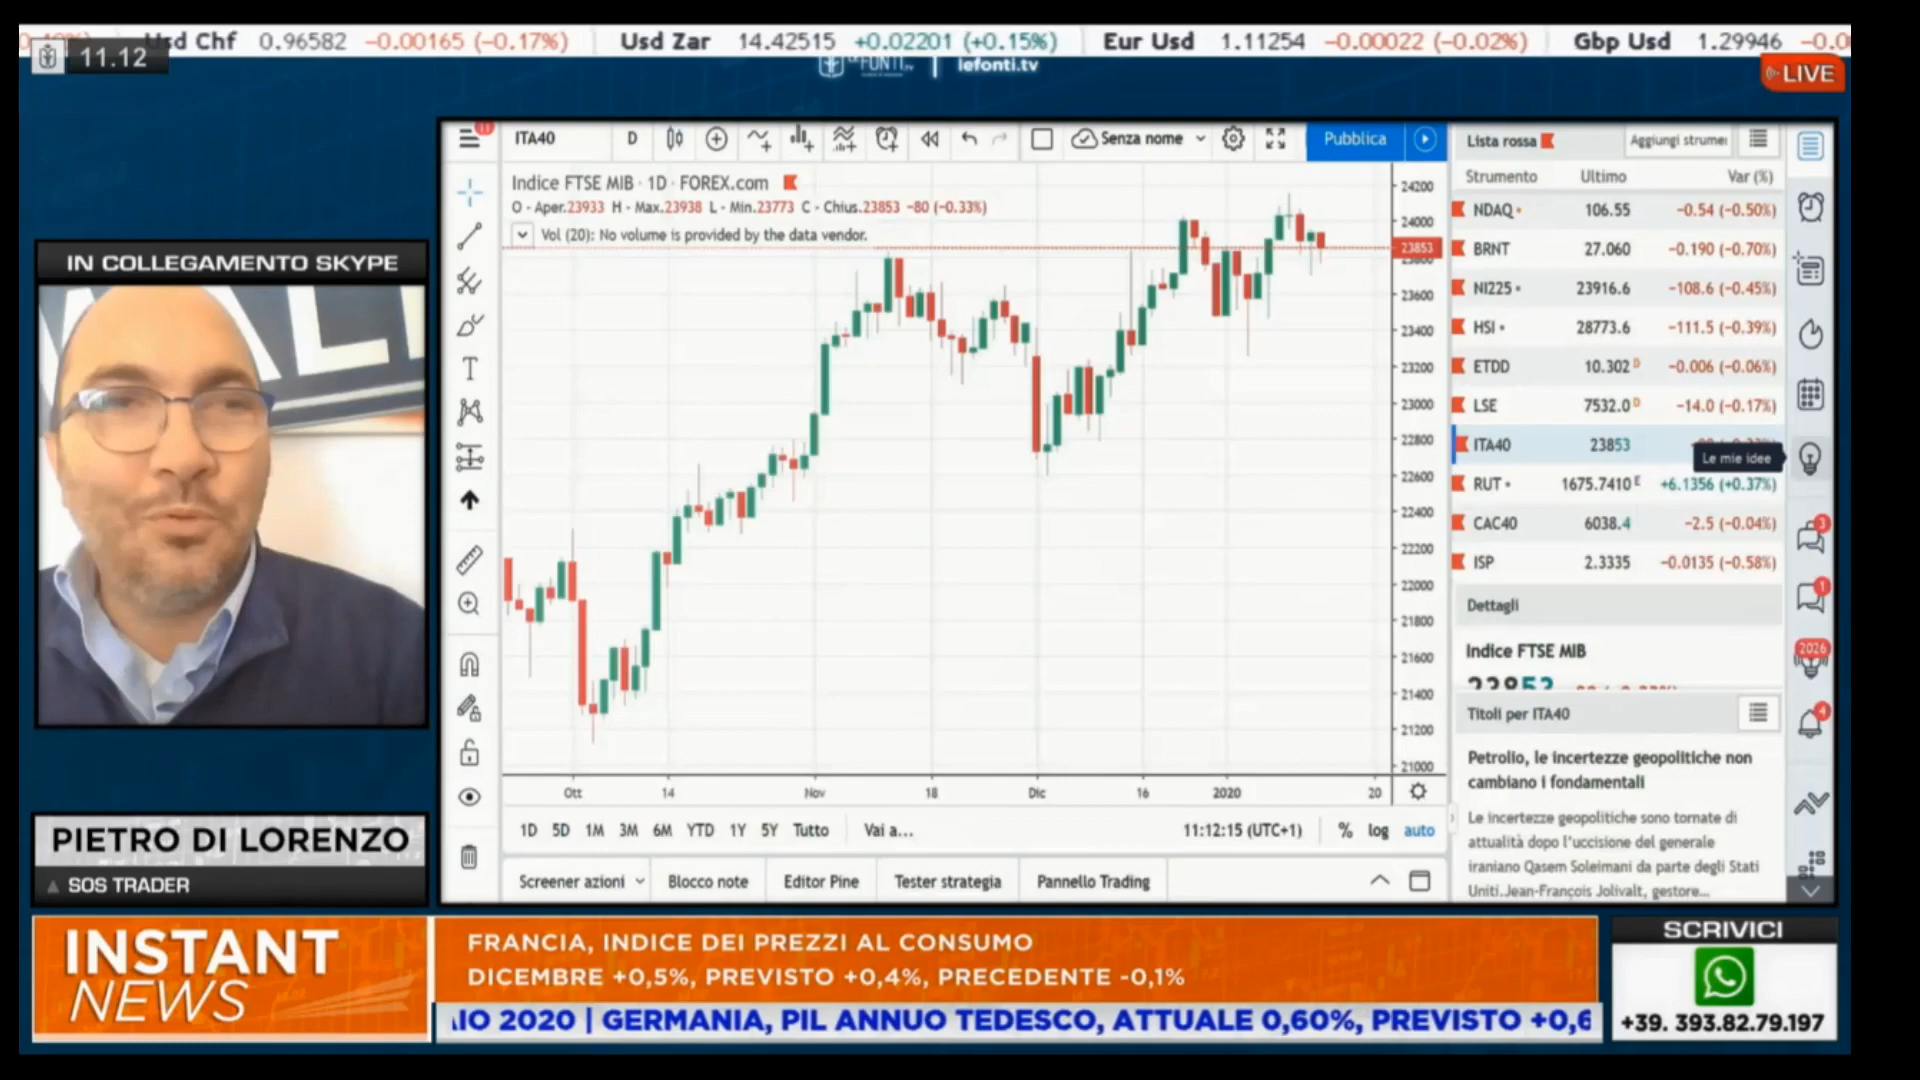 Usd Chf 0.96582 −0.00165 (−0.17%) Usd Zar 14.42515 +0.02201 (+0.15%) Eur Usd 1.11254 −0.00022 (−0.02%) Gbp Usd 1.29946
11.12
FONTI.TV | lefonti.tv
LIVE
11
ITA40 D Senza nome Pubblica
Indice FTSE MIB · 1D · FOREX.com
O - Aper.23933 H - Max.23938 L - Min.23773 C - Chius.23853 −80 (−0.33%)
Vol (20): No volume is provided by the data vendor.
24200
24000
23853
23800
23600
23400
23200
23000
22800
22600
22400
22200
22000
21800
21600
21400
21200
21000
Ott 14 Nov 18 Dic 16 2020 20
1D 5D 1M 3M 6M YTD 1Y 5Y Tutto Vai a... 11:12:15 (UTC+1) % log auto
Screener azioni Blocco note Editor Pine Tester strategia Pannello Trading
Lista rossa Aggiungi strumei
Strumento Ultimo Var (%)
NDAQ 106.55 −0.54 (−0.50%)
BRNT 27.060 −0.190 (−0.70%)
NI225 23916.6 −108.6 (−0.45%)
HSI 28773.6 −111.5 (−0.39%)
ETDD 10.302 D −0.006 (−0.06%)
LSE 7532.0 D −14.0 (−0.17%)
ITA40 23853
Le mie idee
RUT 1675.7410 E +6.1356 (+0.37%)
CAC40 6038.4 −2.5 (−0.04%)
ISP 2.3335 −0.0135 (−0.58%)
Dettagli
Indice FTSE MIB
23853
Titoli per ITA40
Petrolio, le incertezze geopolitiche non
cambiano i fondamentali
Le incertezze geopolitiche sono tornate di
attualità dopo l'uccisione del generale
iraniano Qasem Soleimani da parte degli Stati
Uniti.Jean-François Jolivalt, gestore...
3
1
2026
4
IN COLLEGAMENTO SKYPE
PIETRO DI LORENZO
SOS TRADER
INSTANT
NEWS
FRANCIA, INDICE DEI PREZZI AL CONSUMO
DICEMBRE +0,5%, PREVISTO +0,4%, PRECEDENTE -0,1%
AIO 2020 | GERMANIA, PIL ANNUO TEDESCO, ATTUALE 0,60%, PREVISTO +0,6
SCRIVICI
+39. 393.82.79.197